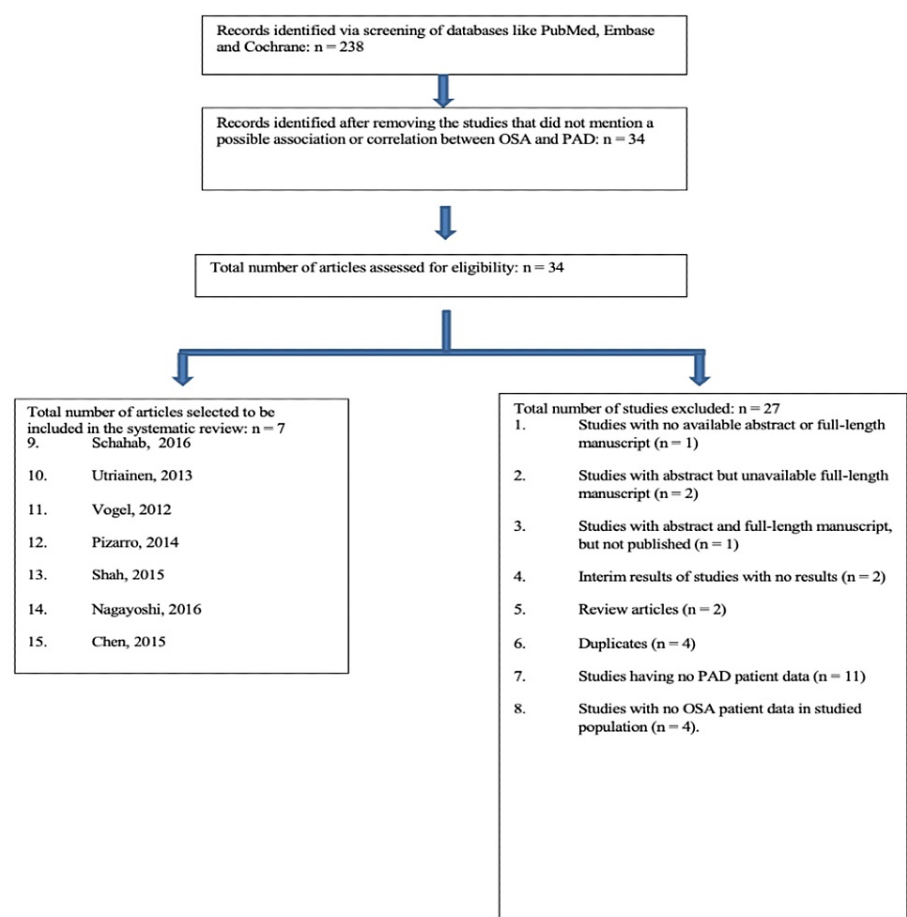 Records identified via screening of databases like PubMed, Embase
and Cochrane: n = 238
Records identified after removing the studies that did not mention a
possible association or correlation between OSA and PAD: n = 34
Total number of articles assessed for eligibility: n = 34
Total number of articles selected to be
included in the systematic review: n = 7
9. Schahab, 2016
10. Utriainen, 2013
11. Vogel, 2012
12. Pizarro, 2014
13. Shah, 2015
14. Nagayoshi, 2016
15. Chen, 2015
Total number of studies excluded: n = 27
1. Studies with no available abstract or full-length
manuscript (n = 1)
2. Studies with abstract but unavailable full-length
manuscript (n = 2)
3. Studies with abstract and full-length manuscript,
but not published (n = 1)
4. Interim results of studies with no results (n = 2)
5. Review articles (n = 2)
6. Duplicates (n = 4)
7. Studies having no PAD patient data (n = 11)
8. Studies with no OSA patient data in studied
population (n = 4).